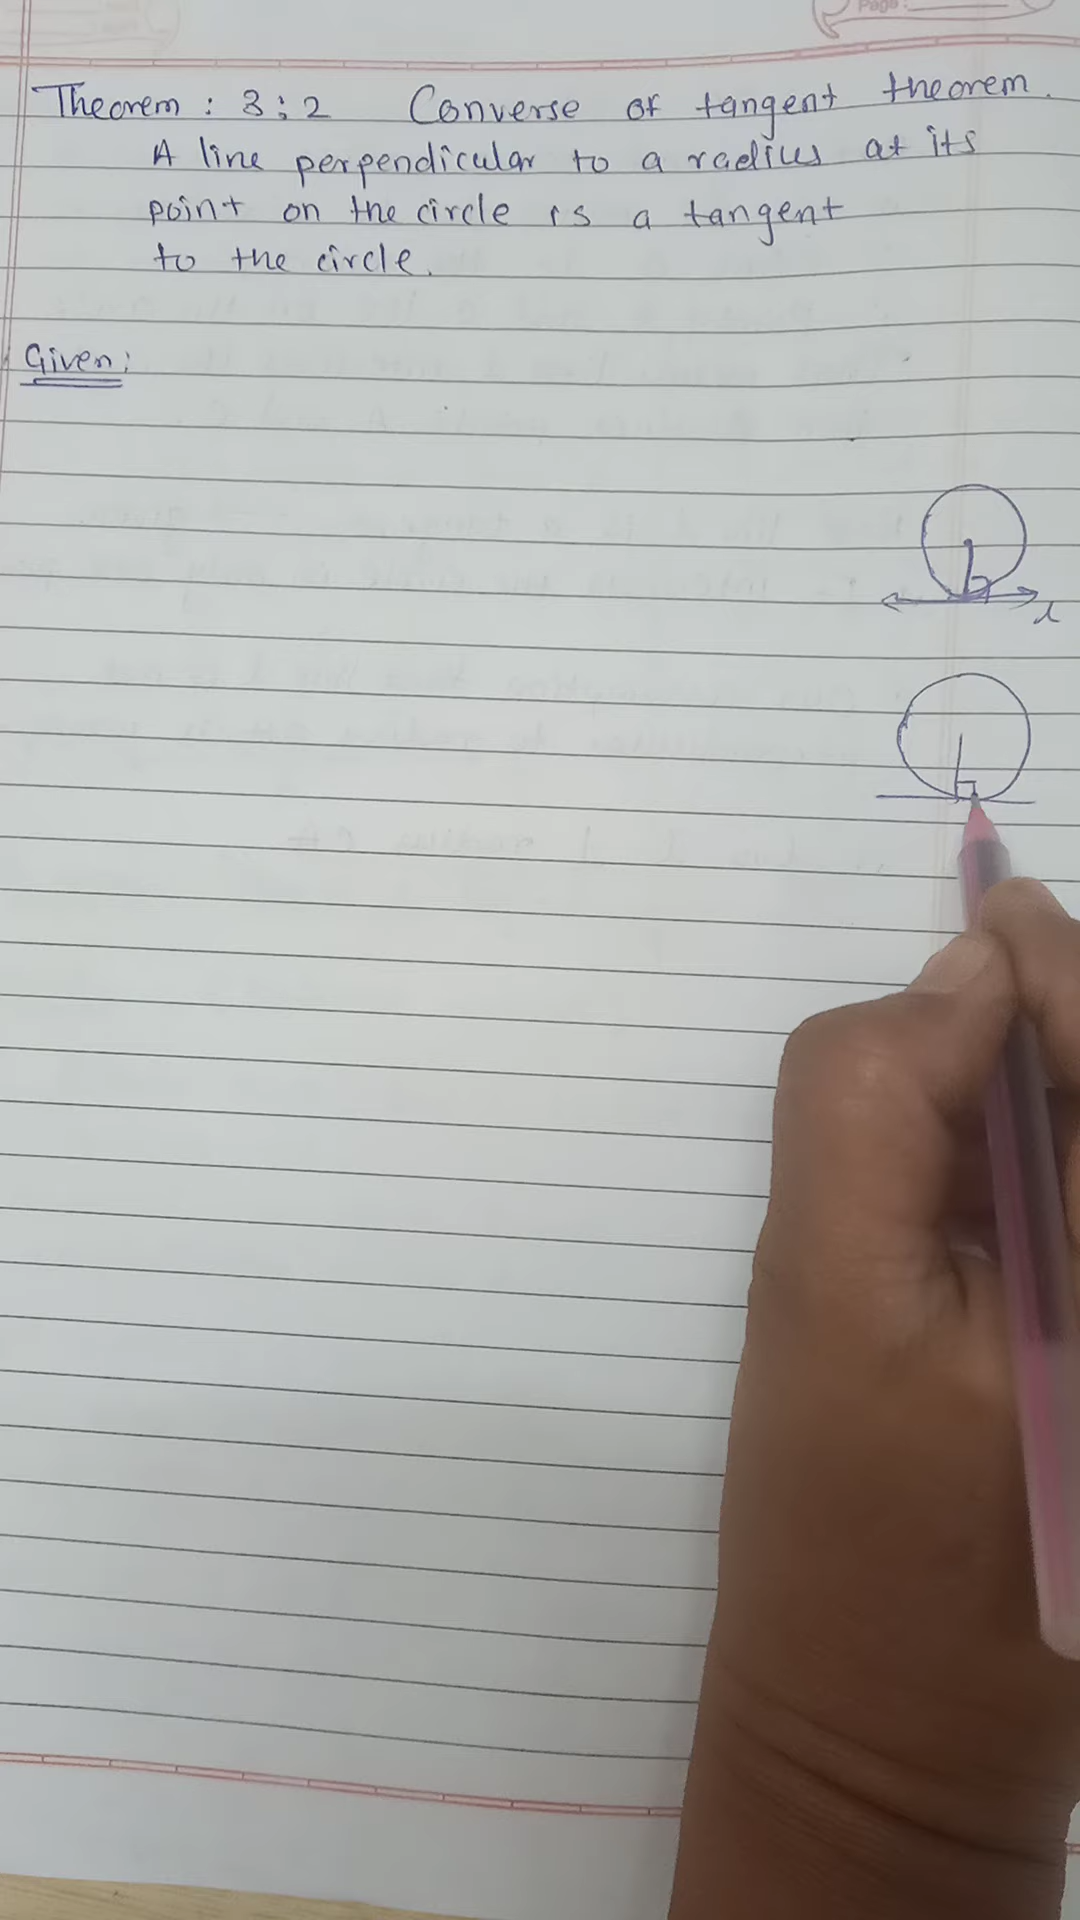 Page:
Theorem : 3:2 Converse of tangent theorem.
A line perpendicular to a radius at its
point on the circle is a tangent
to the circle.
Given:
l